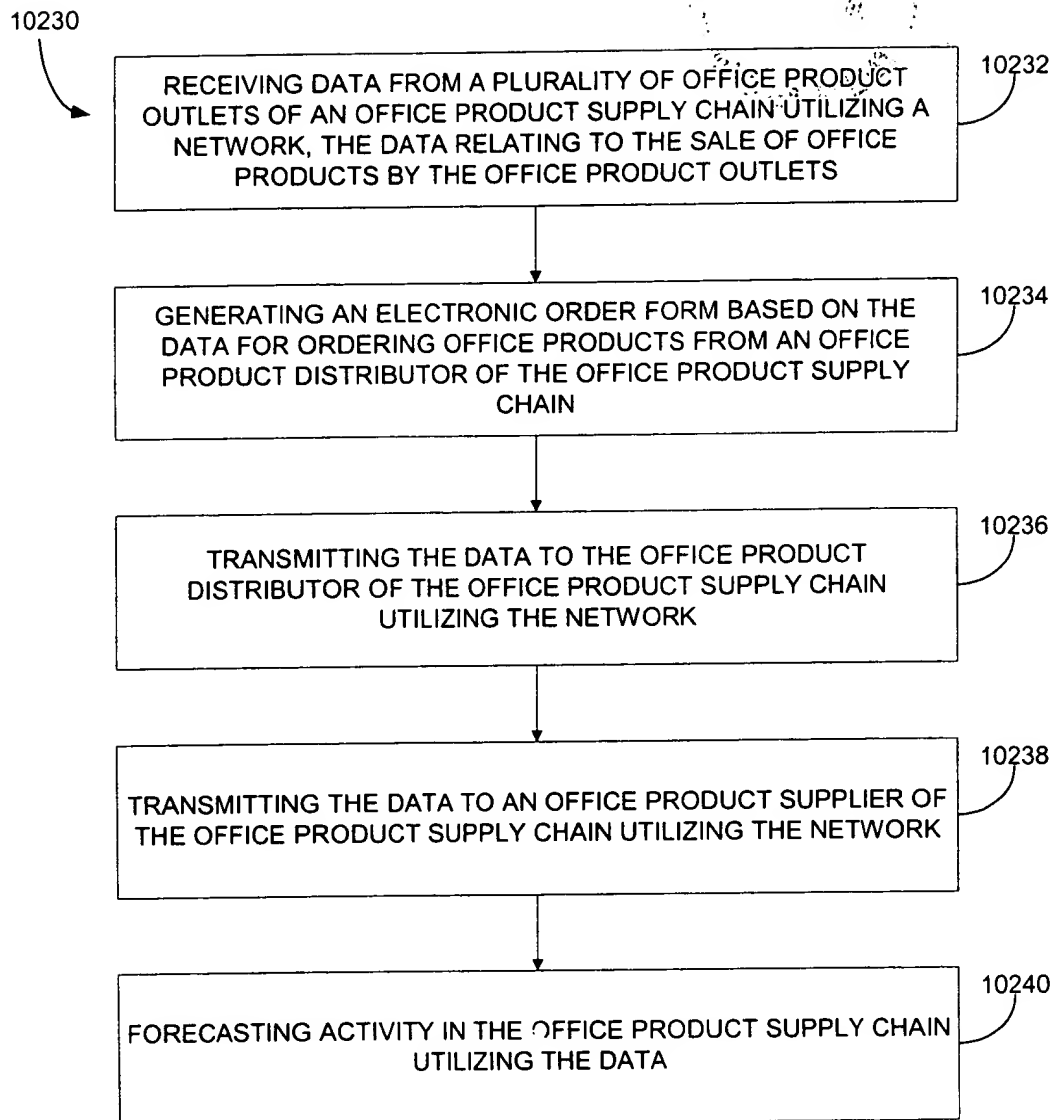 10230
RECEIVING DATA FROM A PLURALITY OF OFFICE PRODUCT
OUTLETS OF AN OFFICE PRODUCT SUPPLY CHAIN UTILIZING A
NETWORK, THE DATA RELATING TO THE SALE OF OFFICE
PRODUCTS BY THE OFFICE PRODUCT OUTLETS
10232
GENERATING AN ELECTRONIC ORDER FORM BASED ON THE
DATA FOR ORDERING OFFICE PRODUCTS FROM AN OFFICE
PRODUCT DISTRIBUTOR OF THE OFFICE PRODUCT SUPPLY
CHAIN
10234
TRANSMITTING THE DATA TO THE OFFICE PRODUCT
DISTRIBUTOR OF THE OFFICE PRODUCT SUPPLY CHAIN
UTILIZING THE NETWORK
10236
TRANSMITTING THE DATA TO AN OFFICE PRODUCT SUPPLIER OF
THE OFFICE PRODUCT SUPPLY CHAIN UTILIZING THE NETWORK
10238
FORECASTING ACTIVITY IN THE OFFICE PRODUCT SUPPLY CHAIN
UTILIZING THE DATA
10240